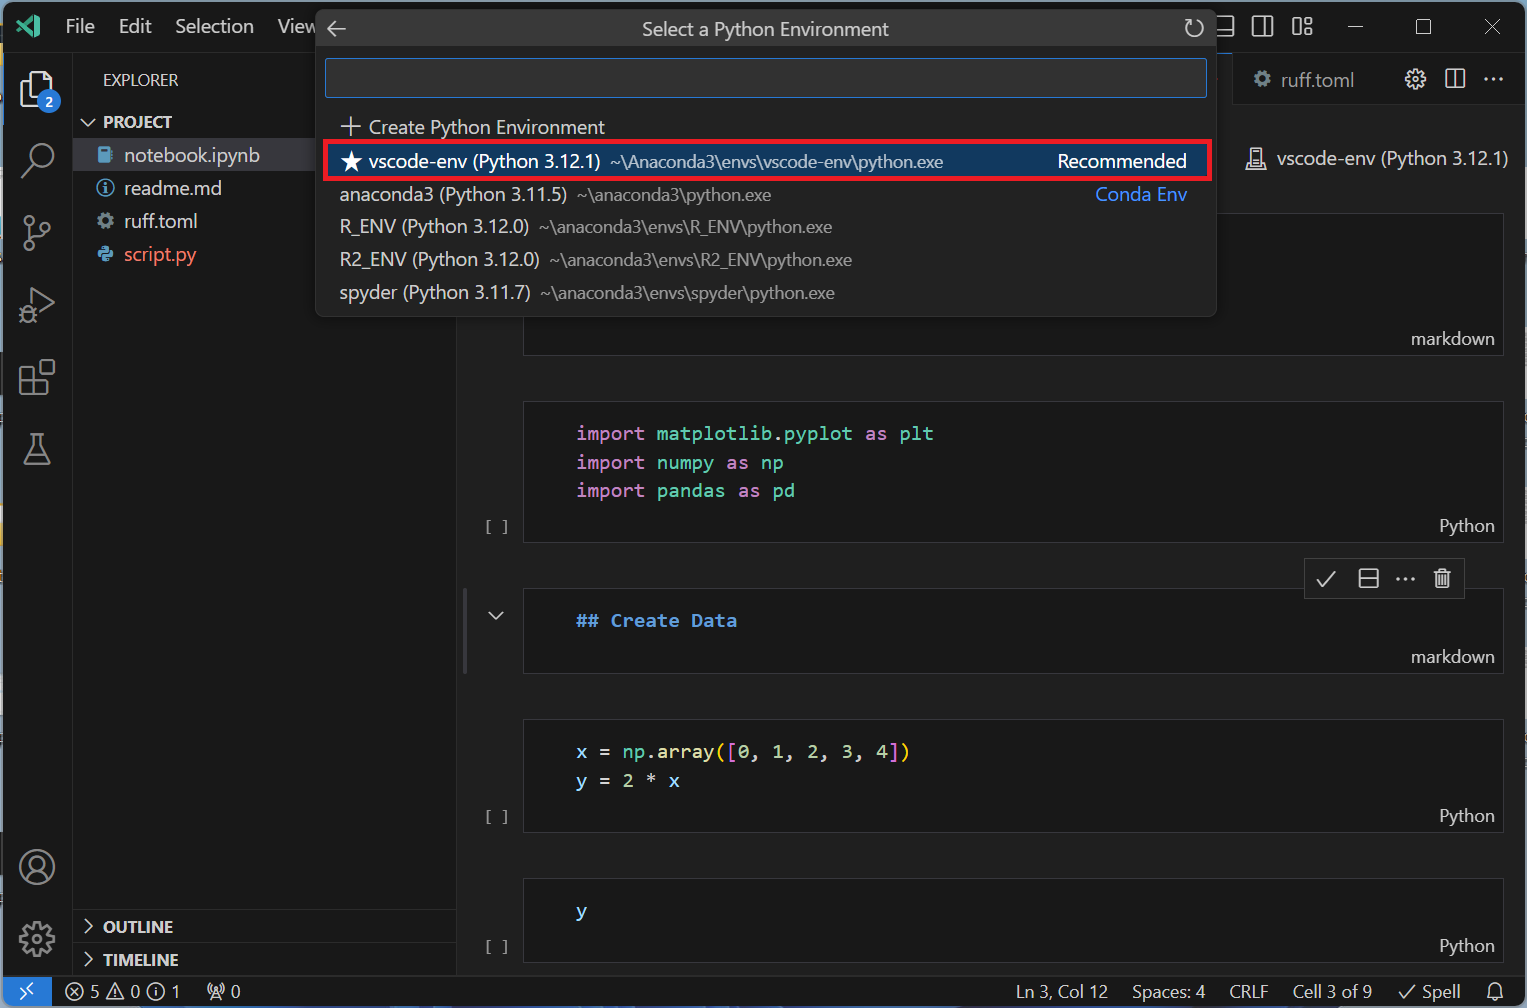 File Edit Selection View
Select a Python Environment
ruff.toml
EXPLORER
2
PROJECT
notebook.ipynb
readme.md
ruff.toml
script.py
Create Python Environment
vscode-env (Python 3.12.1) ~\Anaconda3\envs\vscode-env\python.exe Recommended
anaconda3 (Python 3.11.5) ~\anaconda3\python.exe Conda Env
R_ENV (Python 3.12.0) ~\anaconda3\envs\R_ENV\python.exe
R2_ENV (Python 3.12.0) ~\anaconda3\envs\R2_ENV\python.exe
spyder (Python 3.11.7) ~\anaconda3\envs\spyder\python.exe
vscode-env (Python 3.12.1)
markdown
import matplotlib.pyplot as plt
import numpy as np
import pandas as pd
[ ]
Python
## Create Data
markdown
x = np.array([0, 1, 2, 3, 4])
y = 2 * x
[ ]
Python
y
[ ]
Python
OUTLINE
TIMELINE
5 0 1 0 Ln 3, Col 12 Spaces: 4 CRLF Cell 3 of 9 Spell